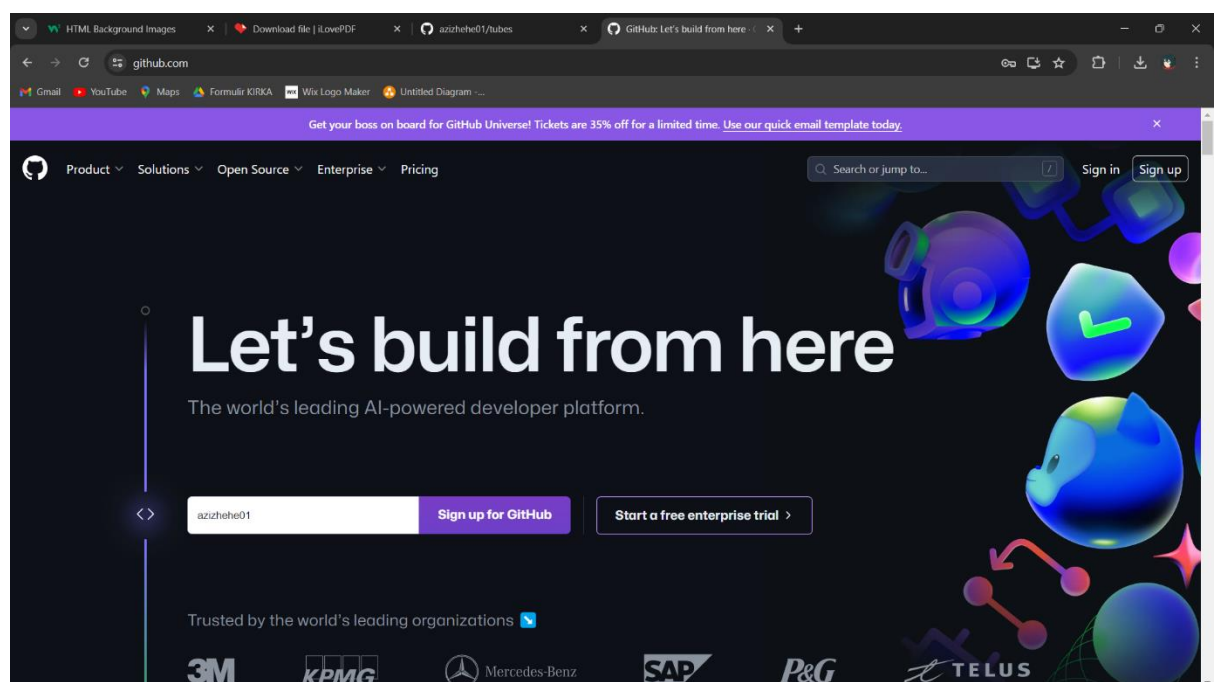 HTML Background Images
Download file | iLovePDF
azizhehe01/tubes
GitHub: Let's build from here · (
github.com
Gmail YouTube Maps Formulir KIRKA Wix Logo Maker Untitled Diagram -...
Get your boss on board for GitHub Universe! Tickets are 35% off for a limited time. Use our quick email template today.
Product Solutions Open Source Enterprise Pricing Search or jump to... / Sign in Sign up
Let's build from here
The world's leading AI-powered developer platform.
azizhehe01 Sign up for GitHub Start a free enterprise trial >
Trusted by the world's leading organizations
3M KPMG Mercedes-Benz SAP P&G TELUS